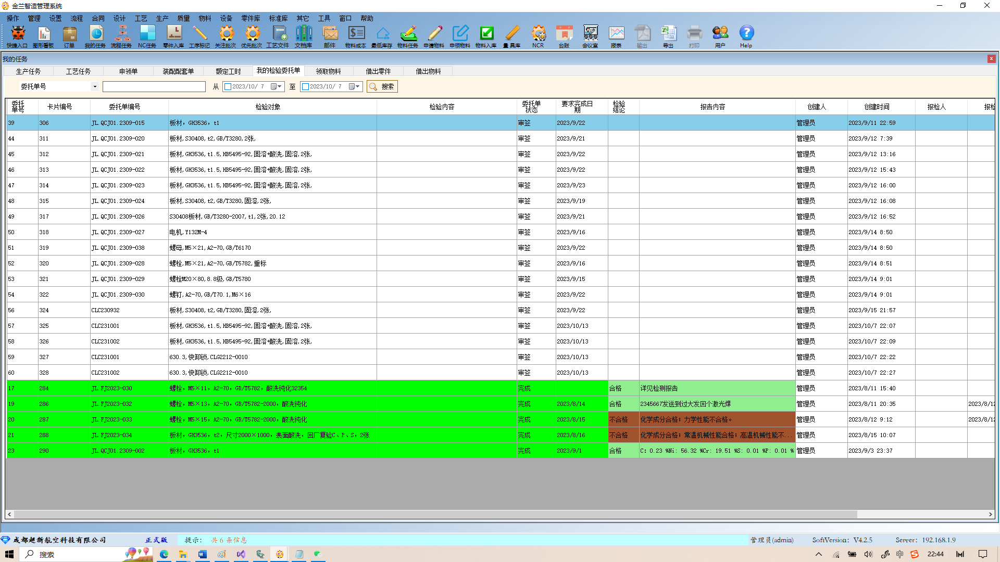 金兰智造管理系统
操作 管理 设置 流程 合同 设计 工艺 生产 质量 物料 设备 零件库 标准库 其它 工具 窗口 帮助
快捷入口 图形看板 订单 我的任务 流程任务 NC任务 零件入库 工序标记 关注批次 优先批次 工艺文件 文档库 邮件 物料成本 最低库存 物料任务 申请物料 申领物料 物料入库 量具库 NCR 台账 会议室 报表 输出 导出 打印 用户 Help
我的任务
生产任务 工艺任务 申领单 装配配套单 额定工时 我的检验委托单 领取物料 借出零件 借出物料
委托单号 从 2023/10/ 7 至 2023/10/ 7 搜索
委托单号 卡片编号 委托单编号 检验对象 检验内容 委托单状态 要求完成日期 检验结论 报告内容 创建人 创建时间 报检人 报检
39 306 JL.QCJ01.2309-015 板材，GH3536，t1 审签 2023/9/22 管理员 2023/9/11 22:59
44 311 JL.QCJ01.2309-020 板材,S30408,t2,GB/T3280,2张, 审签 2023/9/21 管理员 2023/9/12 7:39
45 312 JL.QCJ01.2309-021 板材,GH3536,t1.5,HB5495-92,固溶+酸洗,固溶,2张, 审签 2023/9/22 管理员 2023/9/12 13:16
46 313 JL.QCJ01.2309-022 板材,GH3536,t1.5,HB5495-92,固溶+酸洗,固溶,2张, 审签 2023/9/22 管理员 2023/9/12 15:43
47 314 JL.QCJ01.2309-023 板材,GH3536,t1.5,HB5495-92,固溶+酸洗,固溶,2张, 审签 2023/9/23 管理员 2023/9/12 16:00
48 315 JL.QCJ01.2309-024 板材,S30408,t2,GB/T3280,固溶,2张, 审签 2023/9/19 管理员 2023/9/12 16:08
49 317 JL.QCJ01.2309-026 S30408板材,GB/T3280-2007,t1,2张,20.12 审签 2023/9/21 管理员 2023/9/12 16:52
50 318 JL.QCJ01.2309-027 电机,Y132M-4 审签 2023/9/16 管理员 2023/9/14 8:50
51 319 JL.QCJ01.2309-038 螺母,M5×21,A2-70,GB/T6170 审签 2023/9/22 管理员 2023/9/14 8:50
52 320 JL.QCJ01.2309-028 螺栓,M5×21,A2-70,GB/T5782,重标 审签 2023/9/16 管理员 2023/9/14 8:51
53 321 JL.QCJ01.2309-029 螺栓M20×80,8.8级,GB/T5780 审签 2023/9/15 管理员 2023/9/14 9:01
54 322 JL.QCJ01.2309-030 螺钉,A2-70,GB/T70.1,M6×16 审签 2023/9/22 管理员 2023/9/14 9:01
56 324 CLC230932 板材,S30408,t2,GB/T3280,固溶,2张, 审签 2023/9/22 管理员 2023/9/15 21:57
57 325 CLC231001 板材,GH3536,t1.5,HB5495-92,固溶+酸洗,固溶,2张, 审签 2023/10/13 管理员 2023/10/7 22:07
58 326 CLC231002 板材,GH3536,t1.5,HB5495-92,固溶+酸洗,固溶,2张, 审签 2023/10/13 管理员 2023/10/7 22:09
59 327 CLC231001 630.3,快卸锁,CLG2212-0010 审签 2023/10/13 管理员 2023/10/7 22:22
60 328 CLC231002 630.3,快卸锁,CLG2212-0010 审签 2023/10/13 管理员 2023/10/7 22:27
17 284 JL.FJ2023-030 螺栓，M5×11，A2-70，GB/T5782，酸洗钝化32354 完成 合格 详见检测报告 管理员 2023/8/11 15:40
19 286 JL.FJ2023-032 螺栓，M5×13，A2-70，GB/T5782-2000，酸洗钝化 完成 2023/8/14 合格 2345667发送到过大发回个激光焊 管理员 2023/8/11 20:35 2023/8/12
20 287 JL.FJ2023-033 螺栓，M5×15，A2-70，GB/T5782-2000，酸洗钝化 完成 2023/8/15 不合格 化学成分合格；力学性能不合格。 管理员 2023/8/12 9:12 2023/8/12
21 288 JL.FJ2023-034 板材，GH3536，t2，尺寸2000×1000，表面酸洗，回厂复验C、P、S，2张 完成 2023/8/16 不合格 化学成分合格；常温机械性能合格；高温机械性能不... 管理员 2023/8/15 10:07
23 290 JL.QCJ01.2309-002 板材，GH3536，t1 完成 2023/9/1 合格 C: 0.23 %Ni: 56.32 %Cr: 19.51 %S: 0.01 %P: 0.01 % 管理员 2023/9/3 23:37
成都超新航空科技有限公司 正式版 提示： 共 6 条信息 管理员(admin) SoftVersion: V4.2.5 Server: 192.168.1.9
搜索 中 22:44